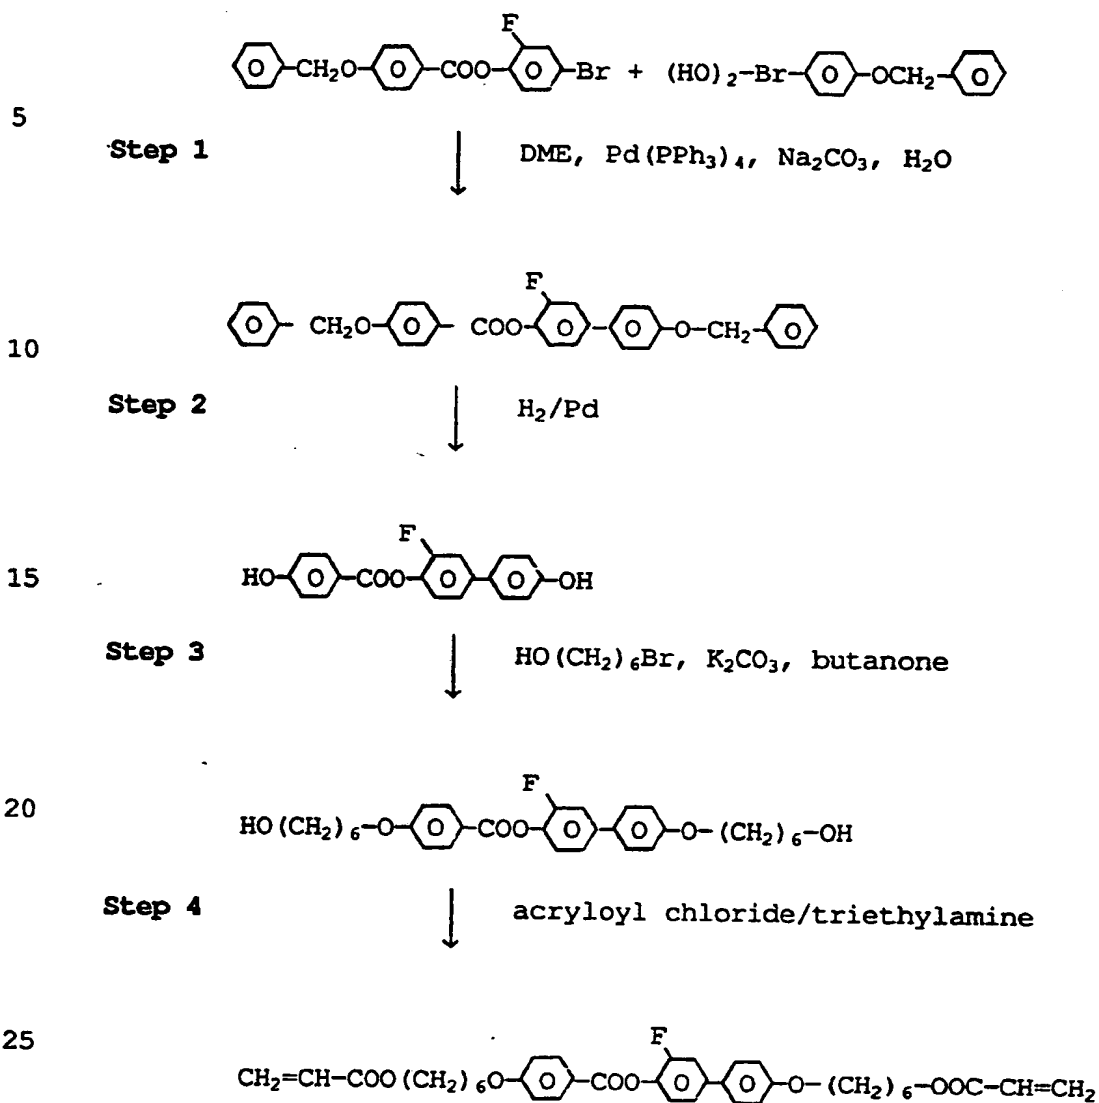 F
CH₂O COO Br + (HO)₂-Br OCH₂
5
Step 1 DME, Pd(PPh₃)₄, Na₂CO₃, H₂O
F
CH₂O COO O-CH₂
10
Step 2 H₂/Pd
F
15 HO COO OH
Step 3 HO(CH₂)₆Br, K₂CO₃, butanone
F
20 HO(CH₂)₆-O COO O-(CH₂)₆-OH
Step 4 acryloyl chloride/triethylamine
25 F
CH₂=CH-COO(CH₂)₆O COO O-(CH₂)₆-OOC-CH=CH₂